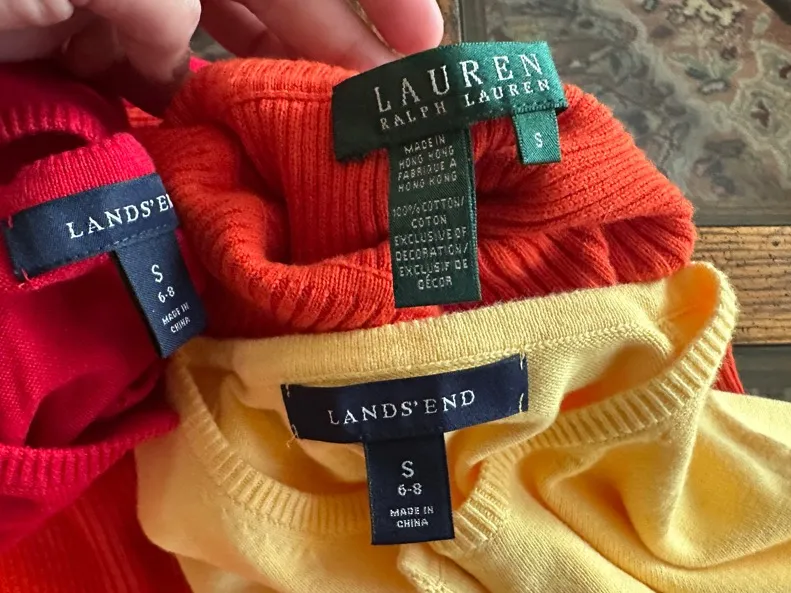 LAUREN
RALPH LAUREN
S
MADE IN
HONG KONG
FABRIQUE A
HONG KONG
100% COTTON/
COTON
EXCLUSIVE OF
DECORATION/
EXCLUSIF DE
DÉCOR
LANDS' E
S
6-8
MADE IN
CHINA
LANDS' END
S
6-8
MADE IN
CHINA